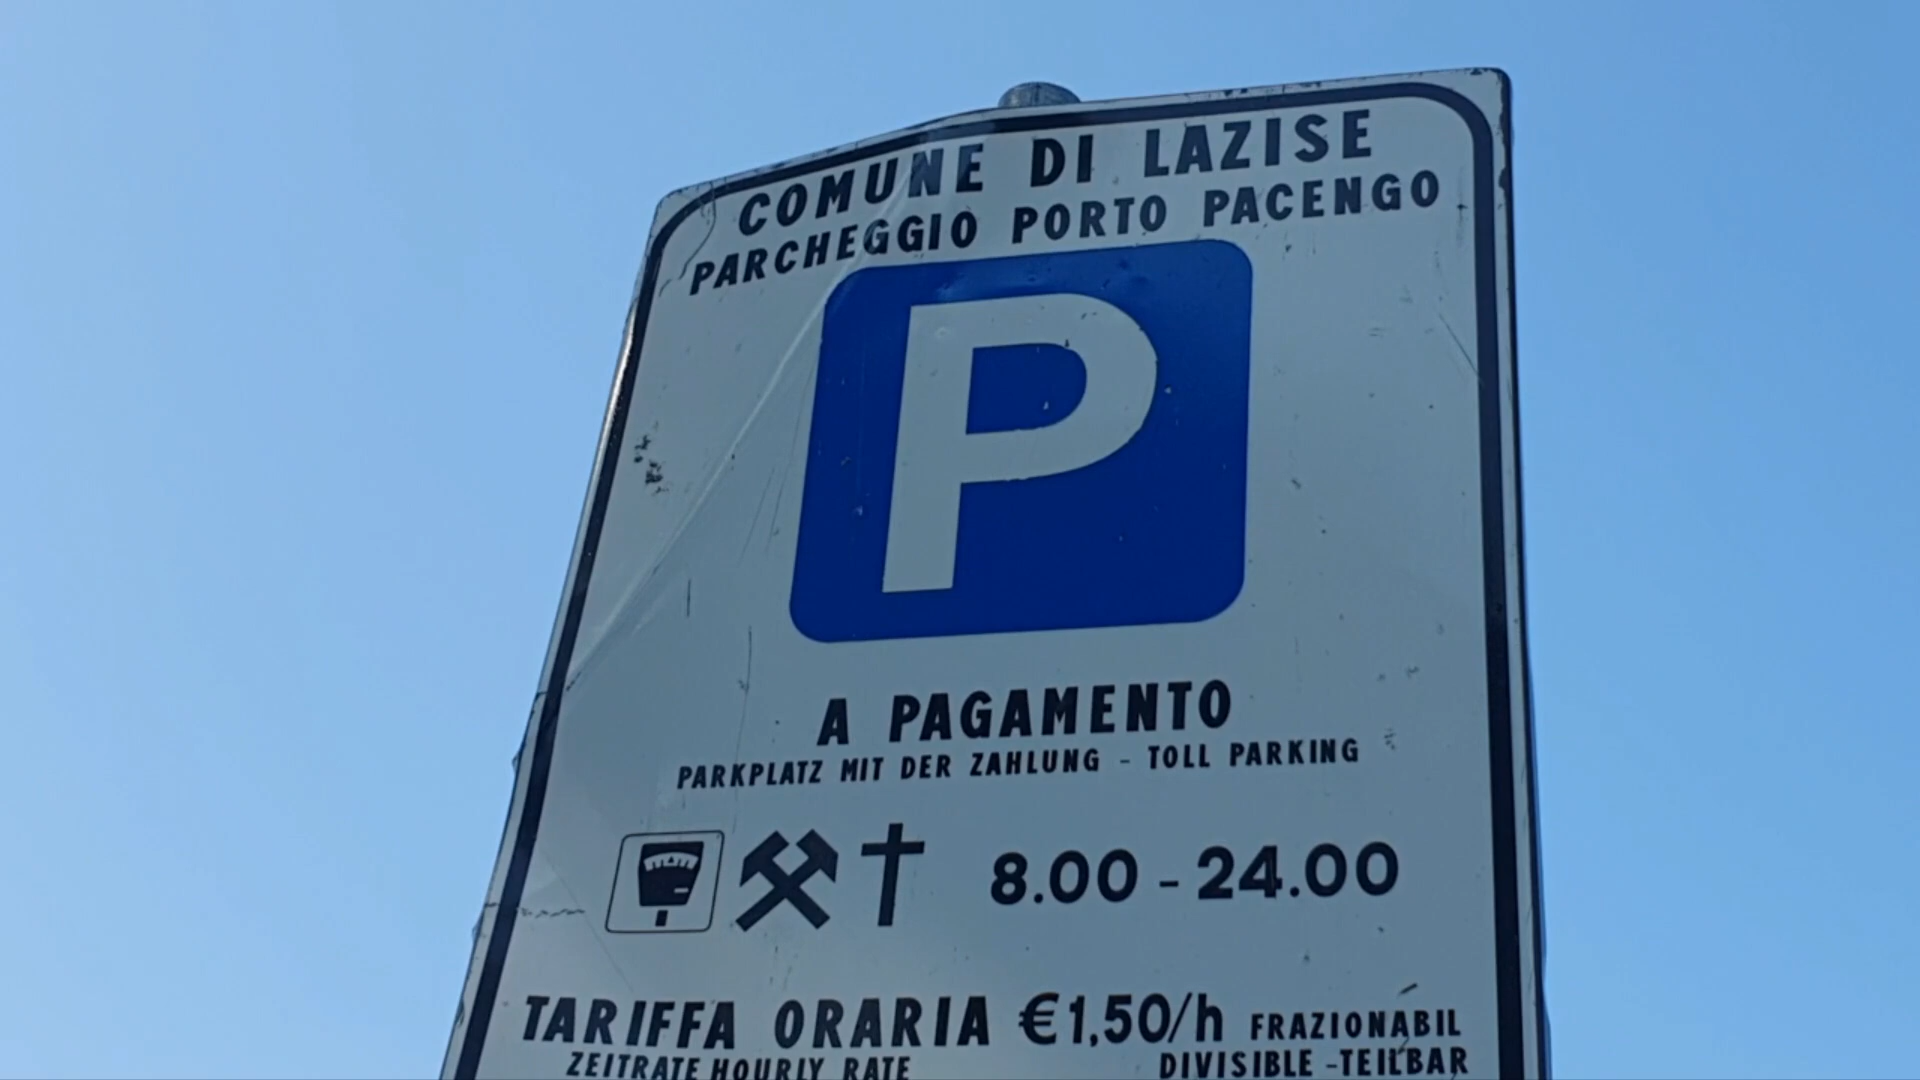 COMUNE DI LAZISE
PARCHEGGIO PORTO PACENGO
P
A PAGAMENTO
PARKPLATZ MIT DER ZAHLUNG - TOLL PARKING
8.00 - 24.00
TARIFFA ORARIA €1,50/h FRAZIONABIL
ZEITRATE HOURLY RATE DIVISIBLE -TEILBAR